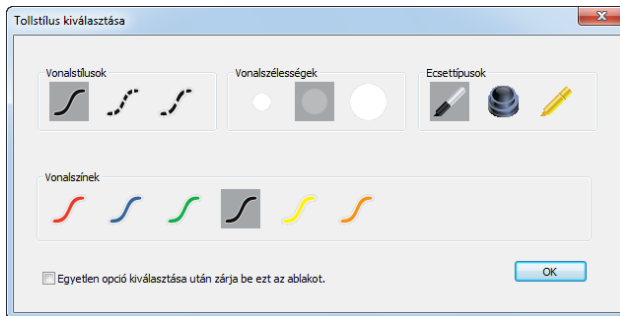 Tollstílus kiválasztása
Vonalstílusok
Vonalszélességek
Ecsettípusok
Vonalszínek
Egyetlen opció kiválasztása után zárja be ezt az ablakot.
OK